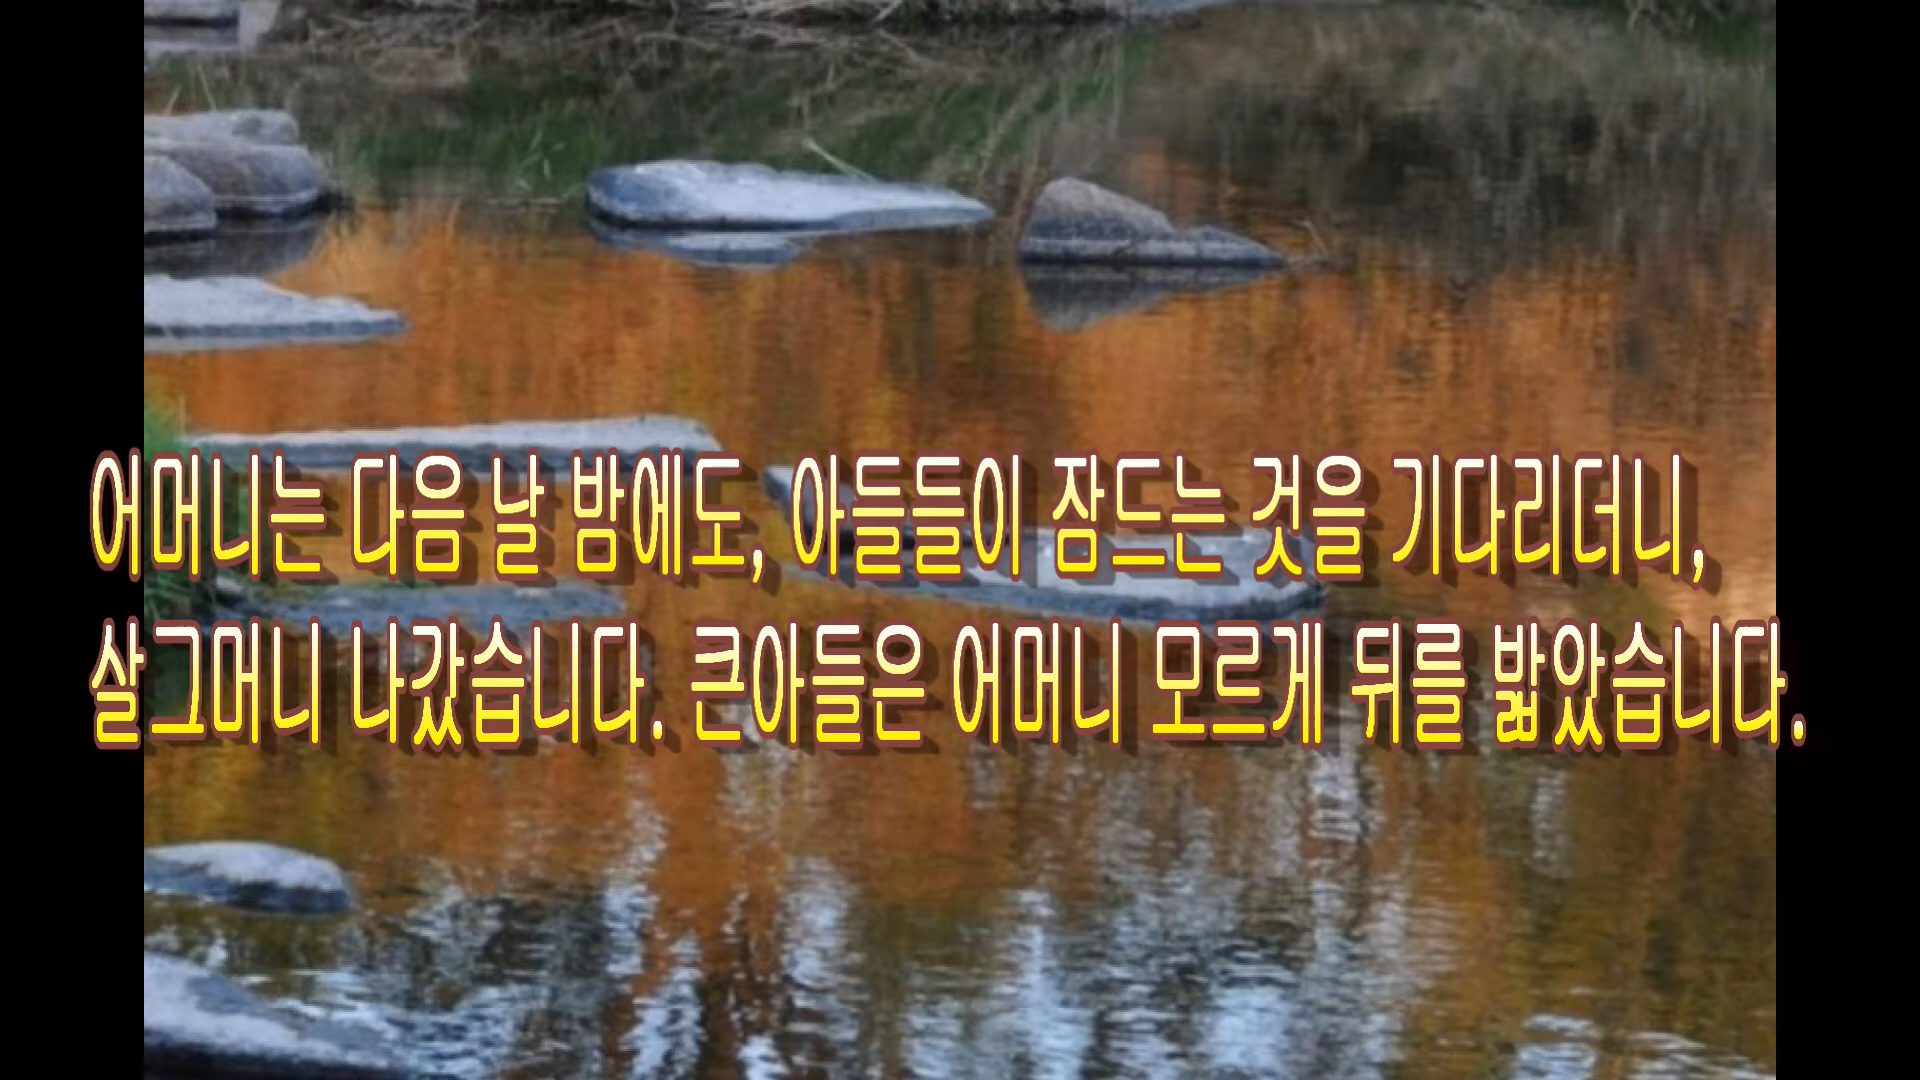 어머니는 다음 날 밤에도, 아들들이 잠드는 것을 기다리더니,
살그머니 나갔습니다. 큰아들은 어머니 모르게 뒤를 밟았습니다.